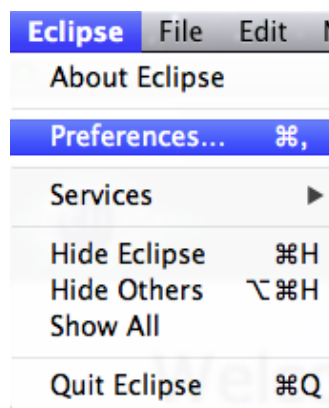 Eclipse File Edit
About Eclipse
Preferences... ⌘,
Services ▶
Hide Eclipse ⌘H
Hide Others ⌥⌘H
Show All
Quit Eclipse ⌘Q